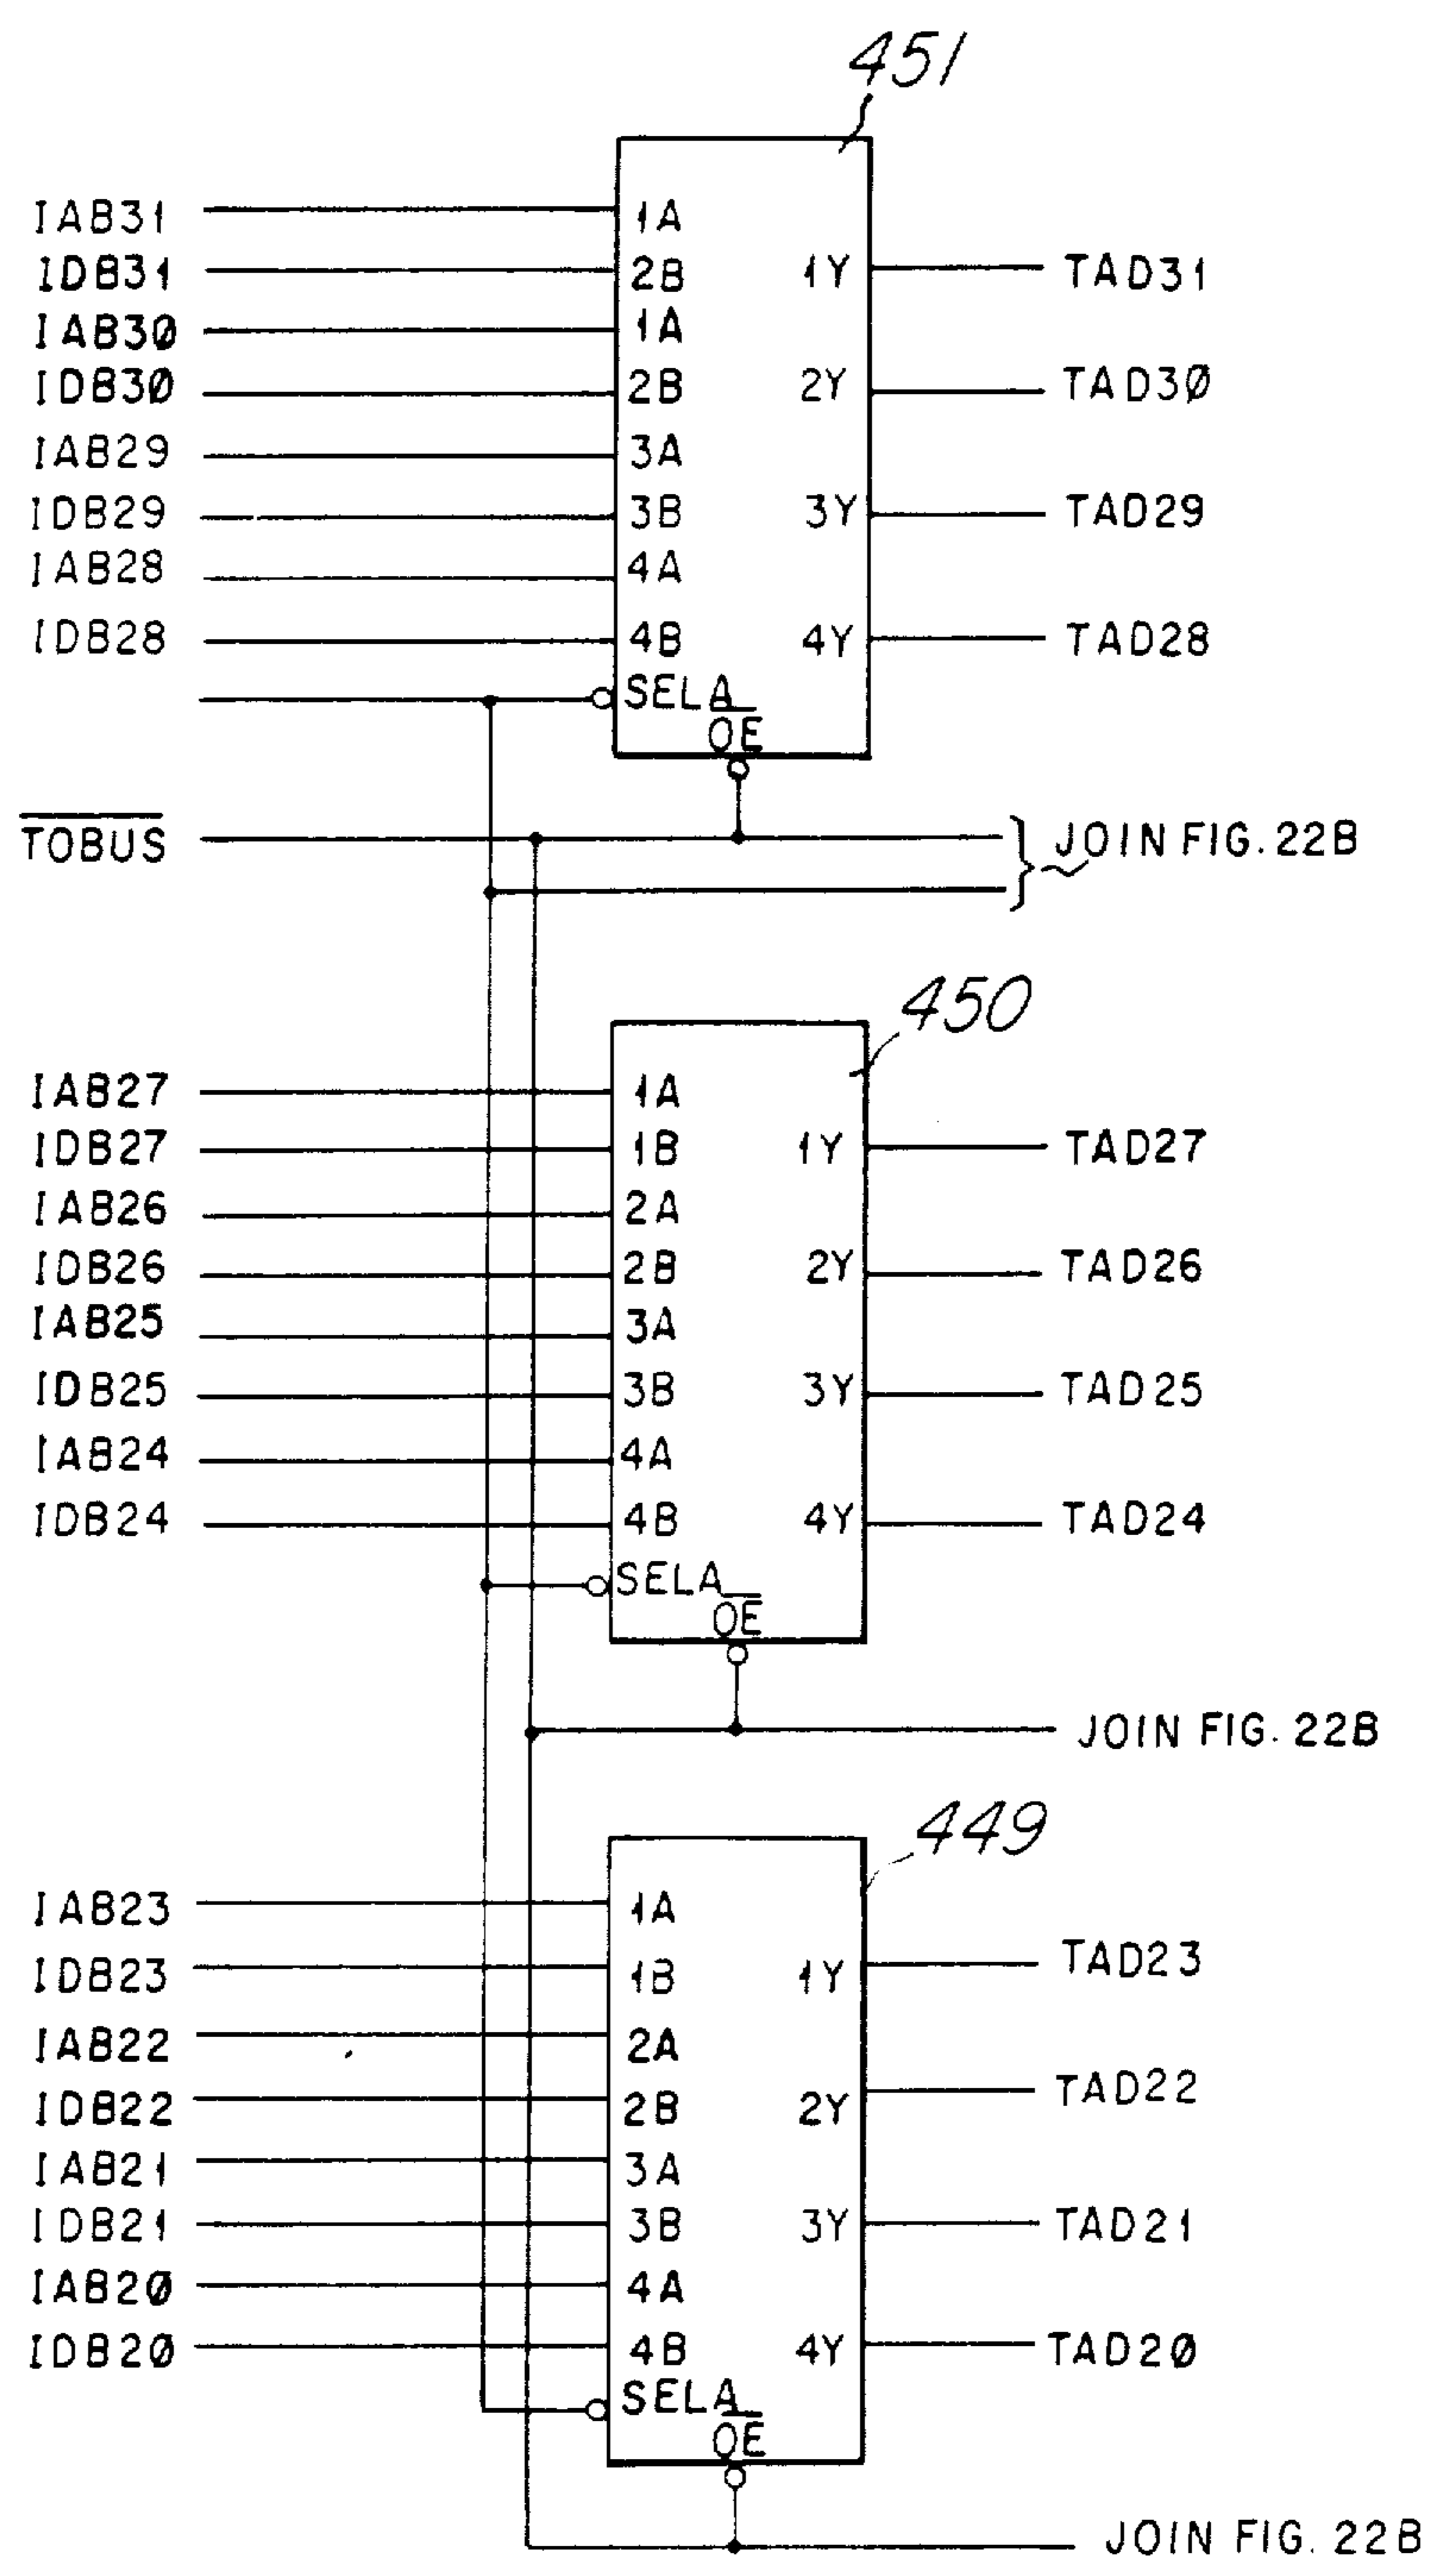 451
IAB31 1A
IDB31 2B 1Y TAD31
IAB30 1A
IDB30 2B 2Y TAD30
IAB29 3A
IDB29 3B 3Y TAD29
IAB28 4A
IDB28 4B 4Y TAD28
SELA
OE
TOBUS JOIN FIG. 22B
450
IAB27 1A
IDB27 1B 1Y TAD27
IAB26 2A
IDB26 2B 2Y TAD26
IAB25 3A
IDB25 3B 3Y TAD25
IAB24 4A
IDB24 4B 4Y TAD24
SELA
OE
JOIN FIG. 22B
449
IAB23 1A
IDB23 1B 1Y TAD23
IAB22 2A
IDB22 2B 2Y TAD22
IAB21 3A
IDB21 3B 3Y TAD21
IAB20 4A
IDB20 4B 4Y TAD20
SELA
OE
JOIN FIG. 22B